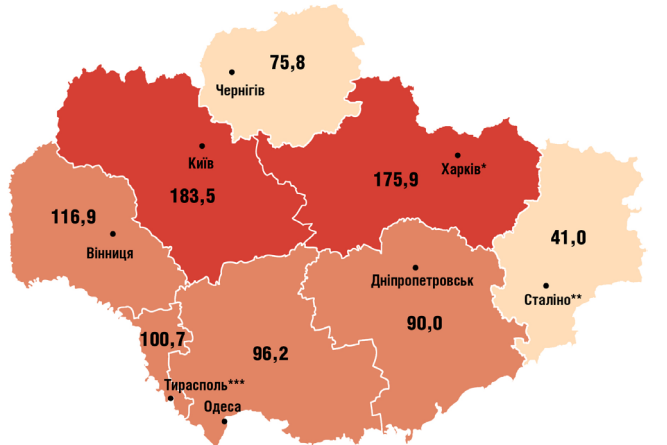 75,8
Чернігів
Київ
183,5
175,9
Харків*
116,9
Вінниця
41,0
Сталіно**
Дніпропетровськ
90,0
100,7
96,2
Тирасполь***
Одеса